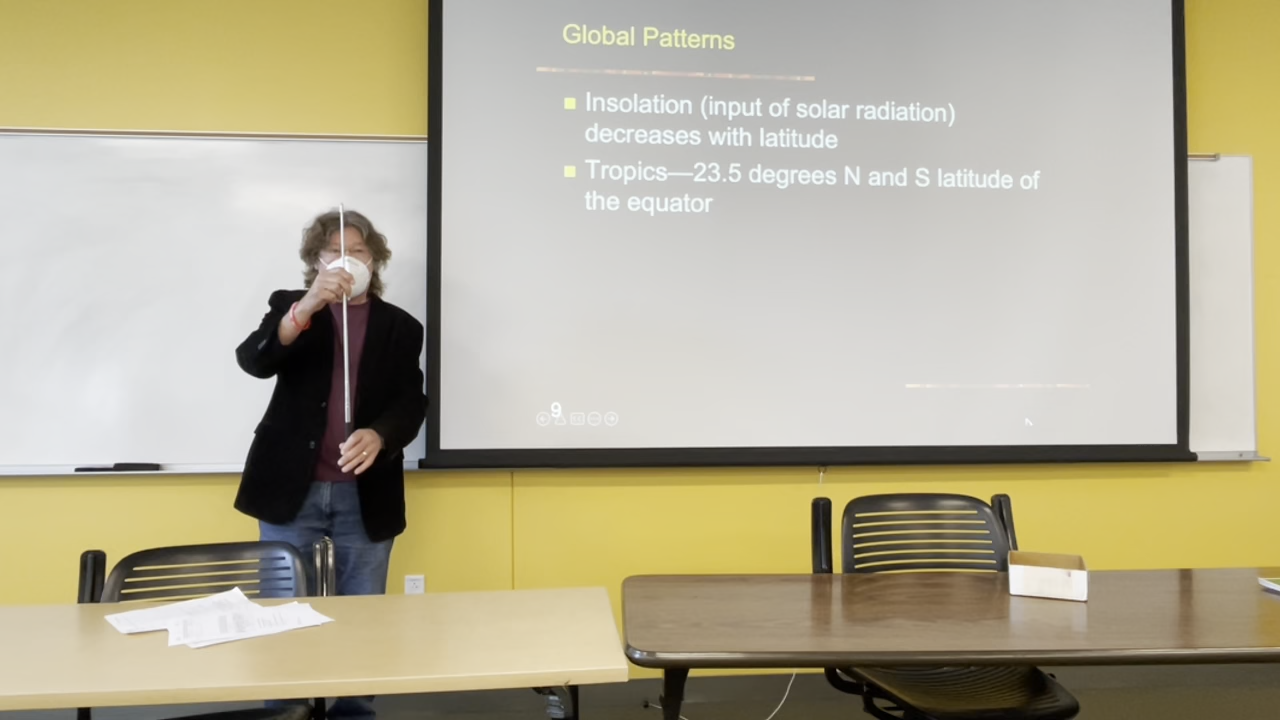 Global Patterns
Insolation (input of solar radiation)
decreases with latitude
Tropics—23.5 degrees N and S latitude of
the equator
9